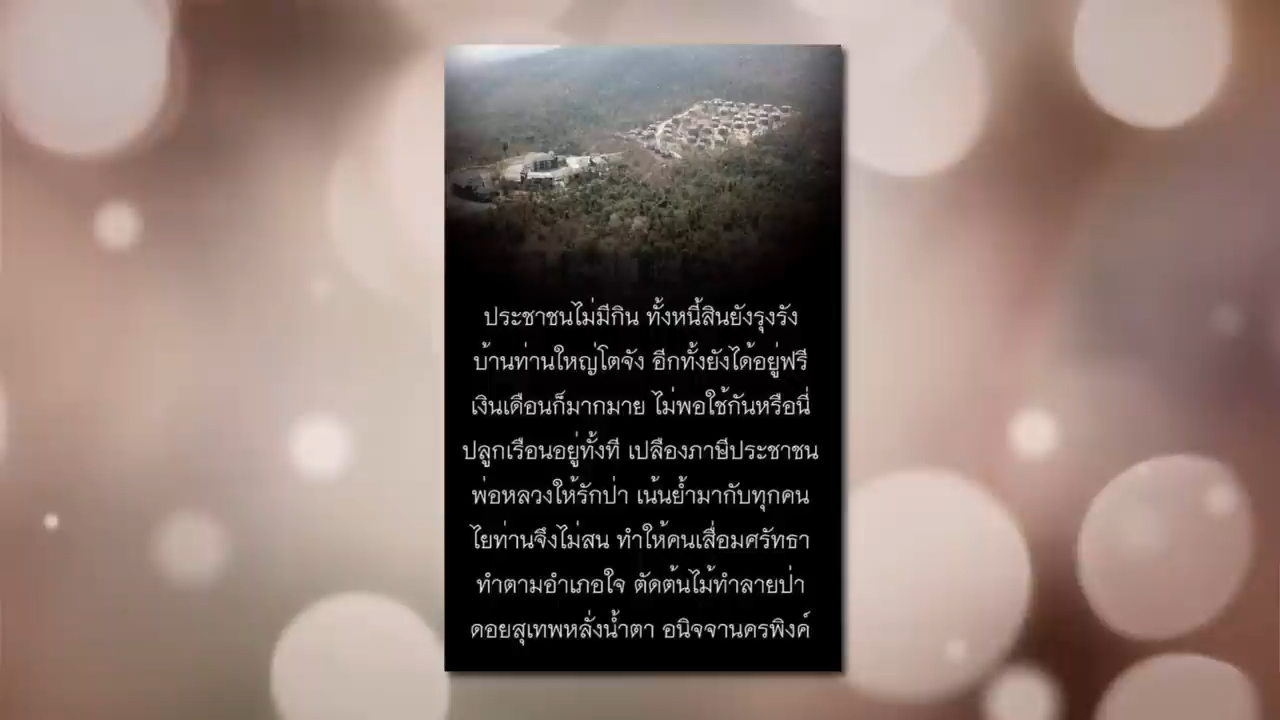 ประชาชนไม่มีกิน ทั้งหนี้สินยังรุงรัง
บ้านท่านใหญ่โตจัง อีกทั้งยังได้อยู่ฟรี
เงินเดือนก็มากมาย ไม่พอใช้กันหรือนี่
ปลูกเรือนอยู่ทั้งที เปลืองภาษีประชาชน
พ่อหลวงให้รักป่า เน้นย้ำมากับทุกคน
ไยท่านจึงไม่สน ทำให้คนเสื่อมศรัทธา
ทำตามอำเภอใจ ตัดต้นไม้ทำลายป่า
ดอยสุเทพหลั่งน้ำตา อนิจจานครพิงค์